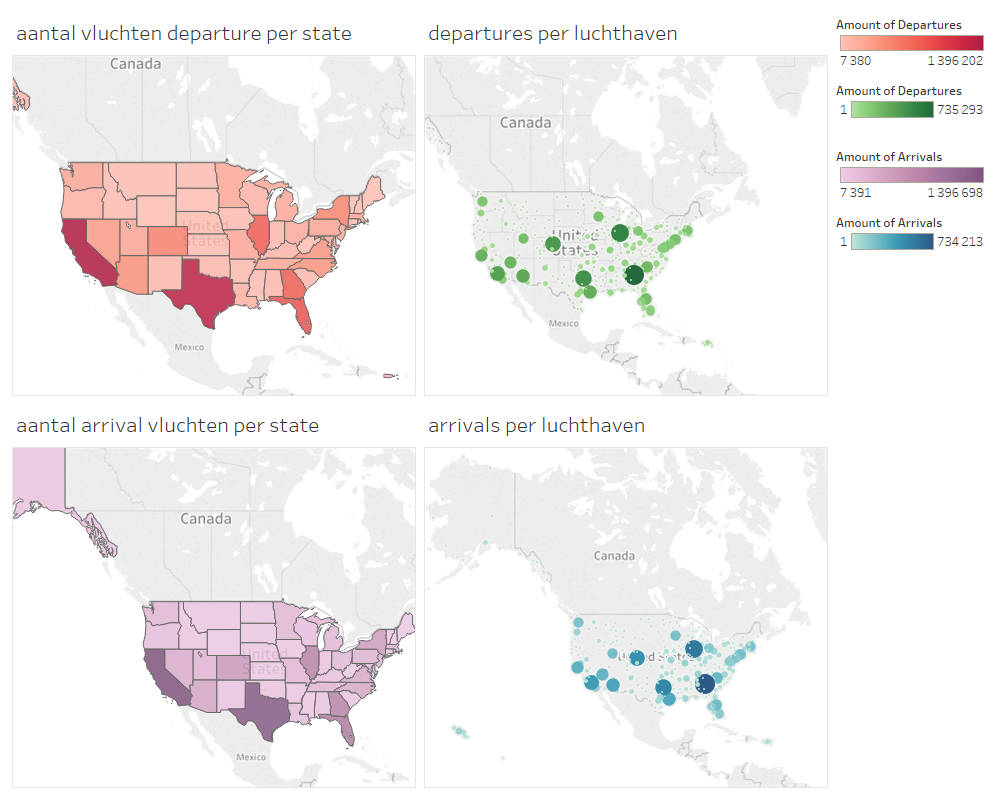 aantal vluchten departure per state
Canada
United
States
Mexico
departures per luchthaven
Canada
United
States
Mexico
Amount of Departures
7 380 1 396 202
Amount of Departures
1 735 293
Amount of Arrivals
7 391 1 396 698
Amount of Arrivals
1 734 213
aantal arrival vluchten per state
Canada
United
States
Mexico
arrivals per luchthaven
Canada
United States
Mexico